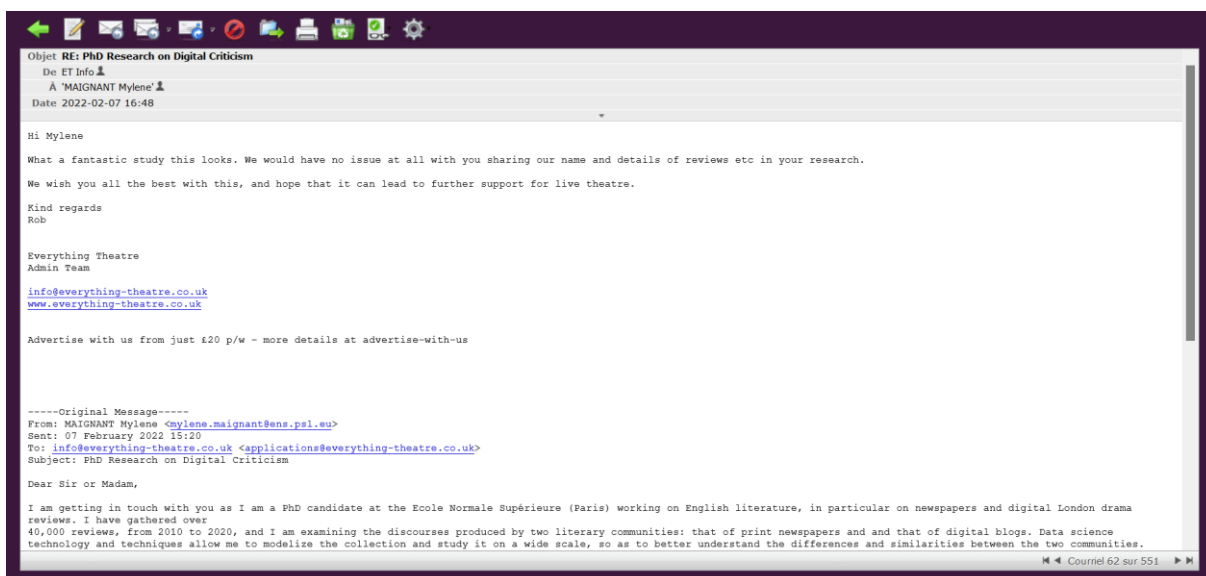 Objet RE: PhD Research on Digital Criticism
De ET Info
À 'MAIGNANT Mylene'
Date 2022-02-07 16:48
Hi Mylene
What a fantastic study this looks. We would have no issue at all with you sharing our name and details of reviews etc in your research.
We wish you all the best with this, and hope that it can lead to further support for live theatre.
Kind regards
Rob
Everything Theatre
Admin Team
info@everything-theatre.co.uk
www.everything-theatre.co.uk
Advertise with us from just £20 p/w - more details at advertise-with-us
-----Original Message-----
From: MAIGNANT Mylene <mylene.maignant@ens.psl.eu>
Sent: 07 February 2022 15:20
To: info@everything-theatre.co.uk <applications@everything-theatre.co.uk>
Subject: PhD Research on Digital Criticism
Dear Sir or Madam,
I am getting in touch with you as I am a PhD candidate at the Ecole Normale Supérieure (Paris) working on English literature, in particular on newspapers and digital London drama
reviews. I have gathered over
40,000 reviews, from 2010 to 2020, and I am examining the discourses produced by two literary communities: that of print newspapers and and that of digital blogs. Data science
technology and techniques allow me to modelize the collection and study it on a wide scale, so as to better understand the differences and similarities between the two communities.
Courriel 62 sur 551